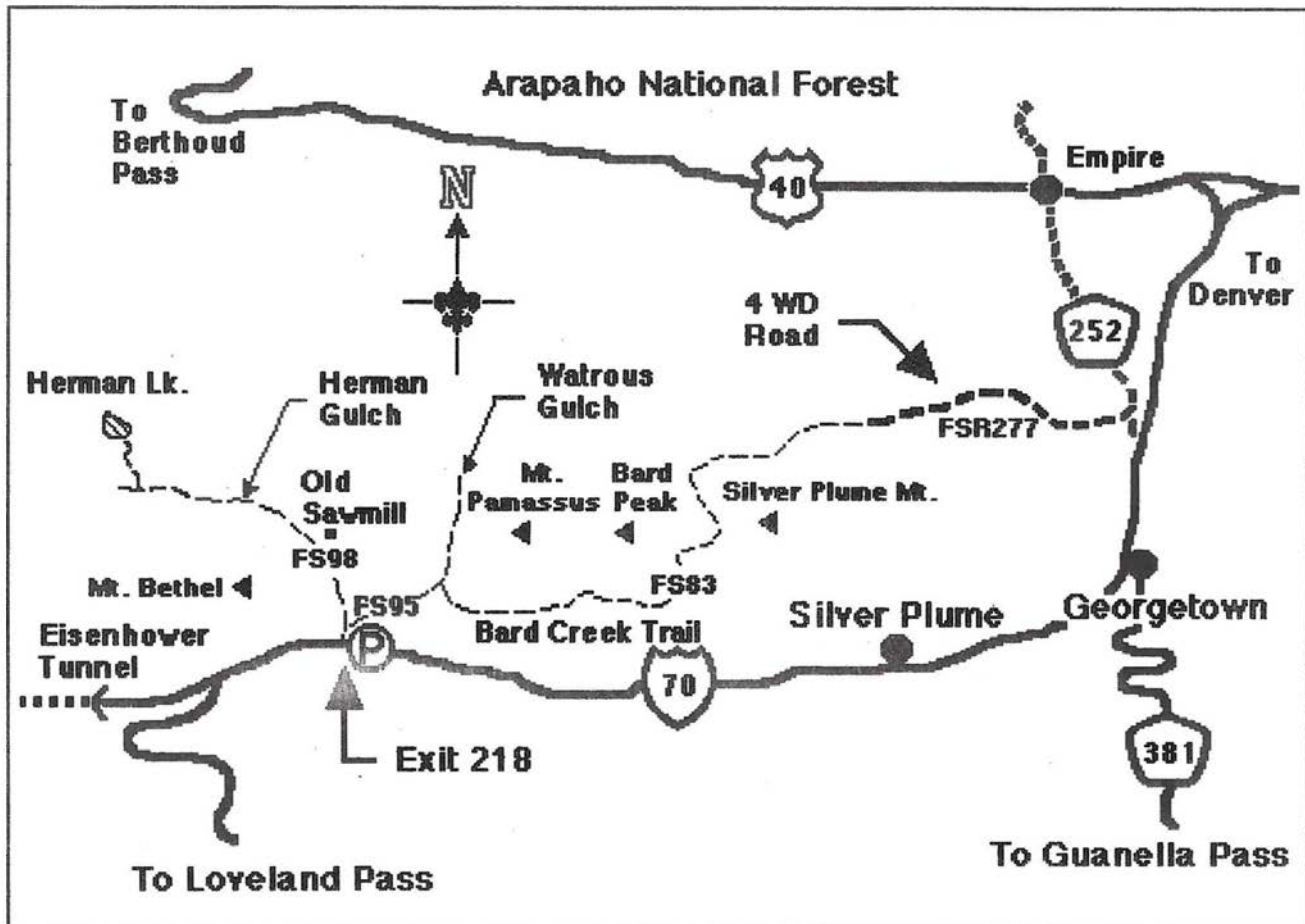 Arapaho National Forest
To
Berthoud
Pass
N
40
Empire
To
Denver
4 WD
Road
252
Herman Lk.
Herman
Gulch
Watrous
Gulch
FSR277
Old
Sawmill
Mt.
Pamassus
Bard
Peak
Silver Plume Mt.
FS98
Mt. Bethel
FS95
FS83
Bard Creek Trail
Silver Plume
Georgetown
Eisenhower
Tunnel
P
70
Exit 218
381
To Loveland Pass
To Guanella Pass